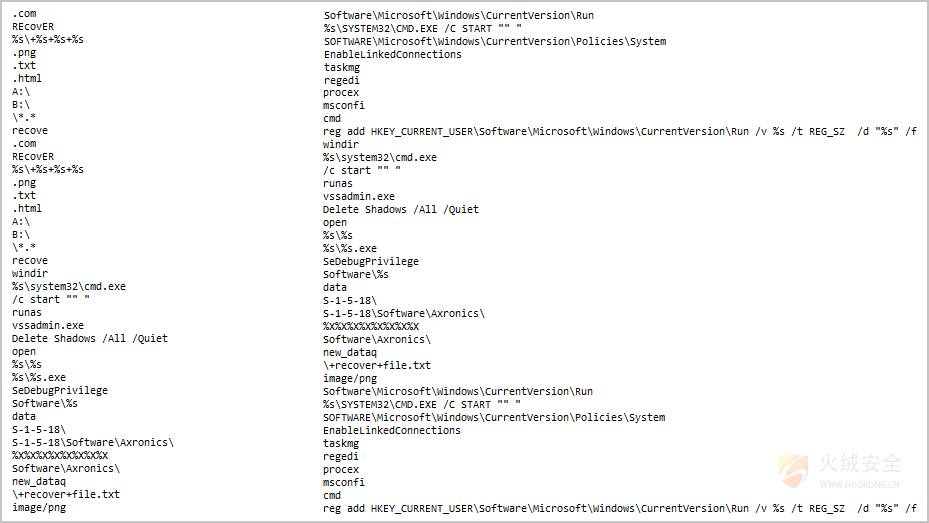 .com
RECovER
%s\+%s+%s+%s
.png
.txt
.html
A:\
B:\
\*.*
recove
.com
RECovER
%s\+%s+%s+%s
.png
.txt
.html
A:\
B:\
\*.*
recove
windir
%s\system32\cmd.exe
/c start "" "
runas
vssadmin.exe
Delete Shadows /All /Quiet
open
%s\%s
%s\%s.exe
SeDebugPrivilege
Software\%s
data
S-1-5-18\
S-1-5-18\Software\Axronics\
%X%X%X%X%X%X%X%X
Software\Axronics\
new_dataq
\+recover+file.txt
image/png
Software\Microsoft\Windows\CurrentVersion\Run
%s\SYSTEM32\CMD.EXE /C START "" "
SOFTWARE\Microsoft\Windows\CurrentVersion\Policies\System
EnableLinkedConnections
taskmg
regedi
procex
msconfi
cmd
reg add HKEY_CURRENT_USER\Software\Microsoft\Windows\CurrentVersion\Run /v %s /t REG_SZ  /d "%s" /f
windir
%s\system32\cmd.exe
/c start "" "
runas
vssadmin.exe
Delete Shadows /All /Quiet
open
%s\%s
%s\%s.exe
SeDebugPrivilege
Software\%s
data
S-1-5-18\
S-1-5-18\Software\Axronics\
%X%X%X%X%X%X%X%X
Software\Axronics\
new_dataq
\+recover+file.txt
image/png
Software\Microsoft\Windows\CurrentVersion\Run
%s\SYSTEM32\CMD.EXE /C START "" "
SOFTWARE\Microsoft\Windows\CurrentVersion\Policies\System
EnableLinkedConnections
taskmg
regedi
procex
msconfi
cmd
reg add HKEY_CURRENT_USER\Software\Microsoft\Windows\CurrentVersion\Run /v %s /t REG_SZ  /d "%s" /f
火绒安全
WWW.HUORONG.CN